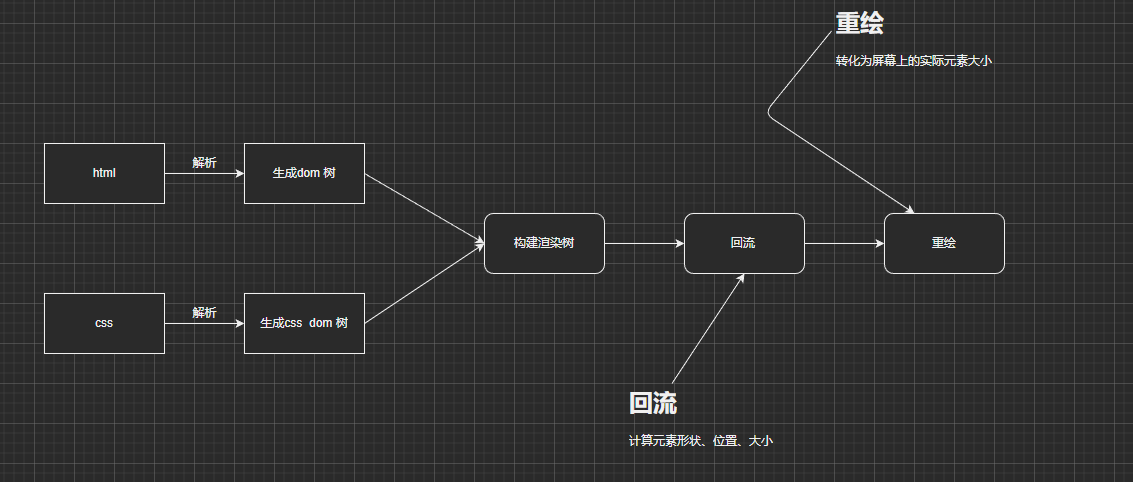 重绘
转化为屏幕上的实际元素大小
html
解析
生成dom 树
构建渲染树
回流
重绘
css
解析
生成css dom 树
回流
计算元素形状、位置、大小